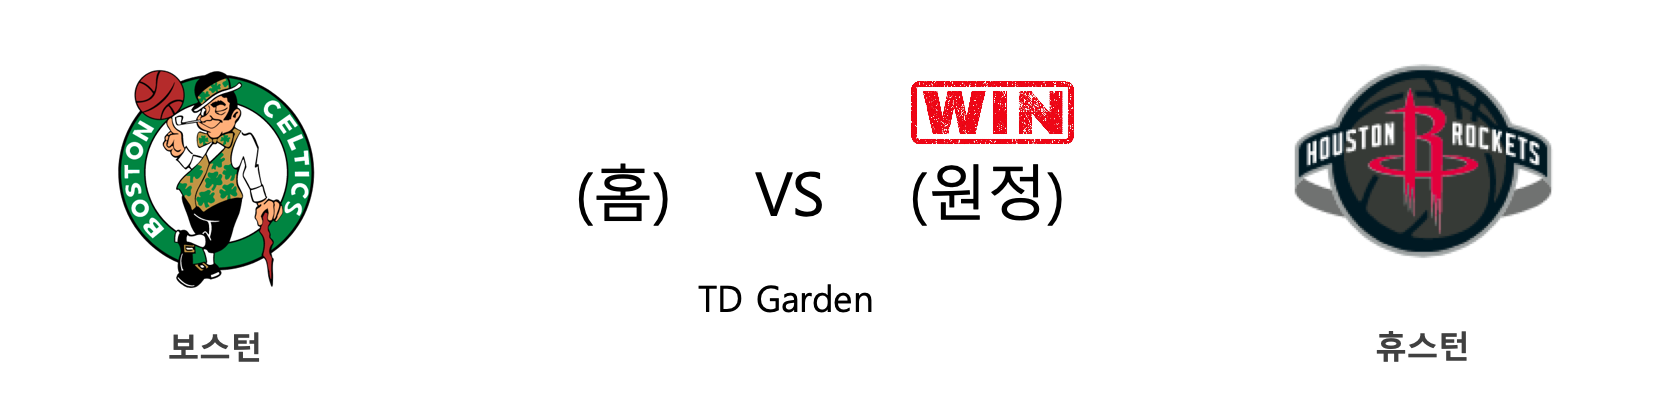 BOSTON CELTICS
WIN
HOUSTON ROCKETS
(홈) VS (원정)
TD Garden
보스턴
휴스턴